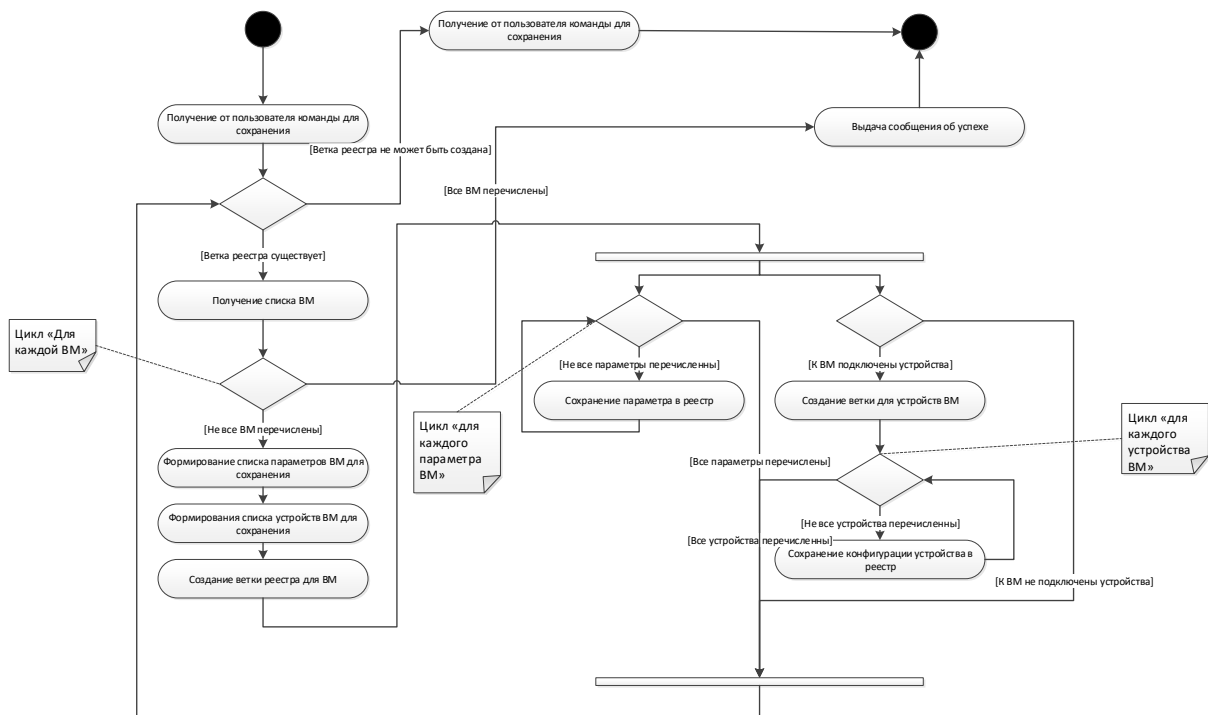 Получение от пользователя команды для
сохранения
Получение от пользователя команды для
сохранения
Выдача сообщения об успехе
[Ветка реестра не может быть создана]
[Все ВМ перечислены]
[Ветка реестра существует]
Получение списка ВМ
Цикл «Для
каждой ВМ»
[Не все параметры перечисленны]
[К ВМ подключены устройства]
Сохранение параметра в реестр
Создание ветки для устройств ВМ
Цикл «для
каждого
параметра
ВМ»
Цикл «для
каждого
устройства
ВМ»
[Не все ВМ перечислены]
Формирование списка параметров ВМ для
сохранения
[Все параметры перечислены]
Формирования списка устройств ВМ для
сохранения
[Не все устройства перечисленны]
[Все устройства перечисленны]
Сохранение конфигурации устройства в
реестр
Создание ветки реестра для ВМ
[К ВМ не подключены устройства]